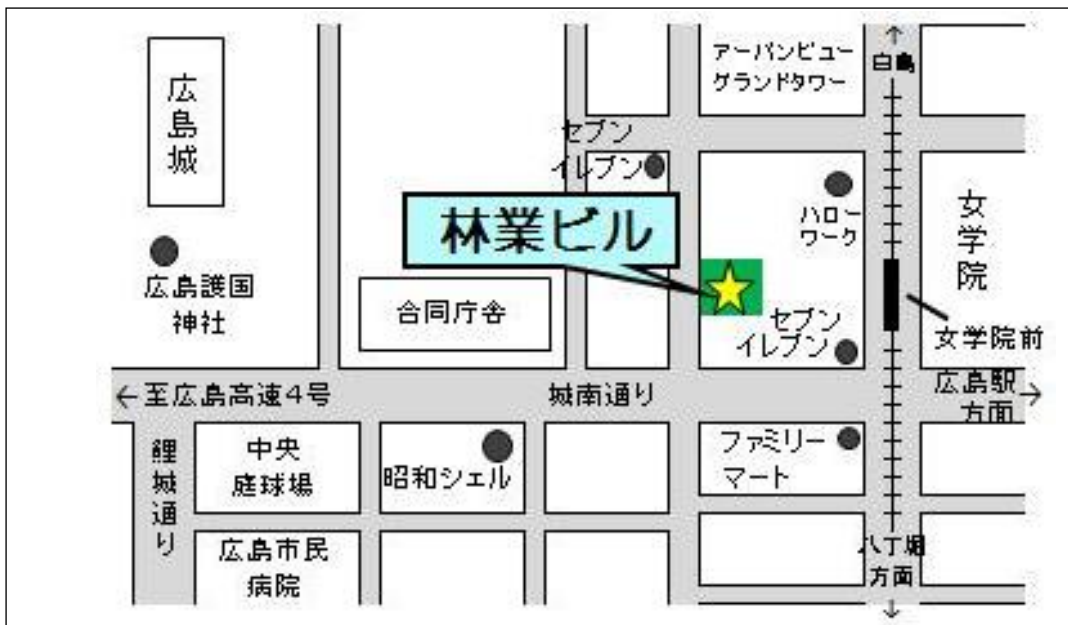 広島城
広島護国
神社
合同庁舎
林業ビル
セブン
イレブン
アーバンビュー
グランドタワー
↑
白島
ハロー
ワーク
女学院
セブン
イレブン
女学院前
←至広島高速4号
城南通り
広島駅→
方面
鯉城通り
中央
庭球場
昭和シェル
ファミリー
マート
広島市民
病院
八丁堀
方面
↓